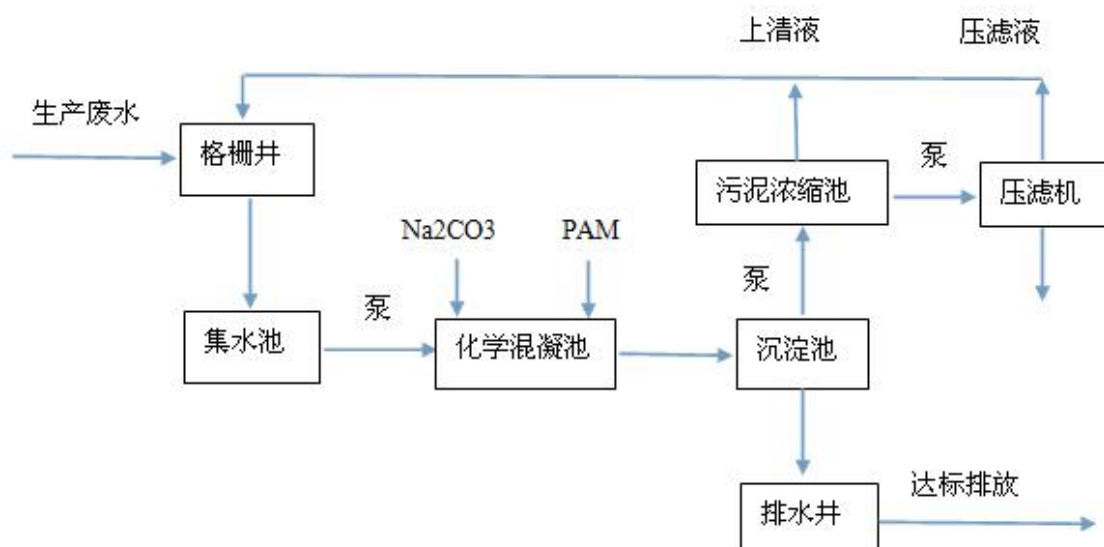 上清液
压滤液
生产废水
格栅井
泵
污泥浓缩池
压滤机
Na2CO3
PAM
泵
泵
集水池
化学混凝池
沉淀池
达标排放
排水井